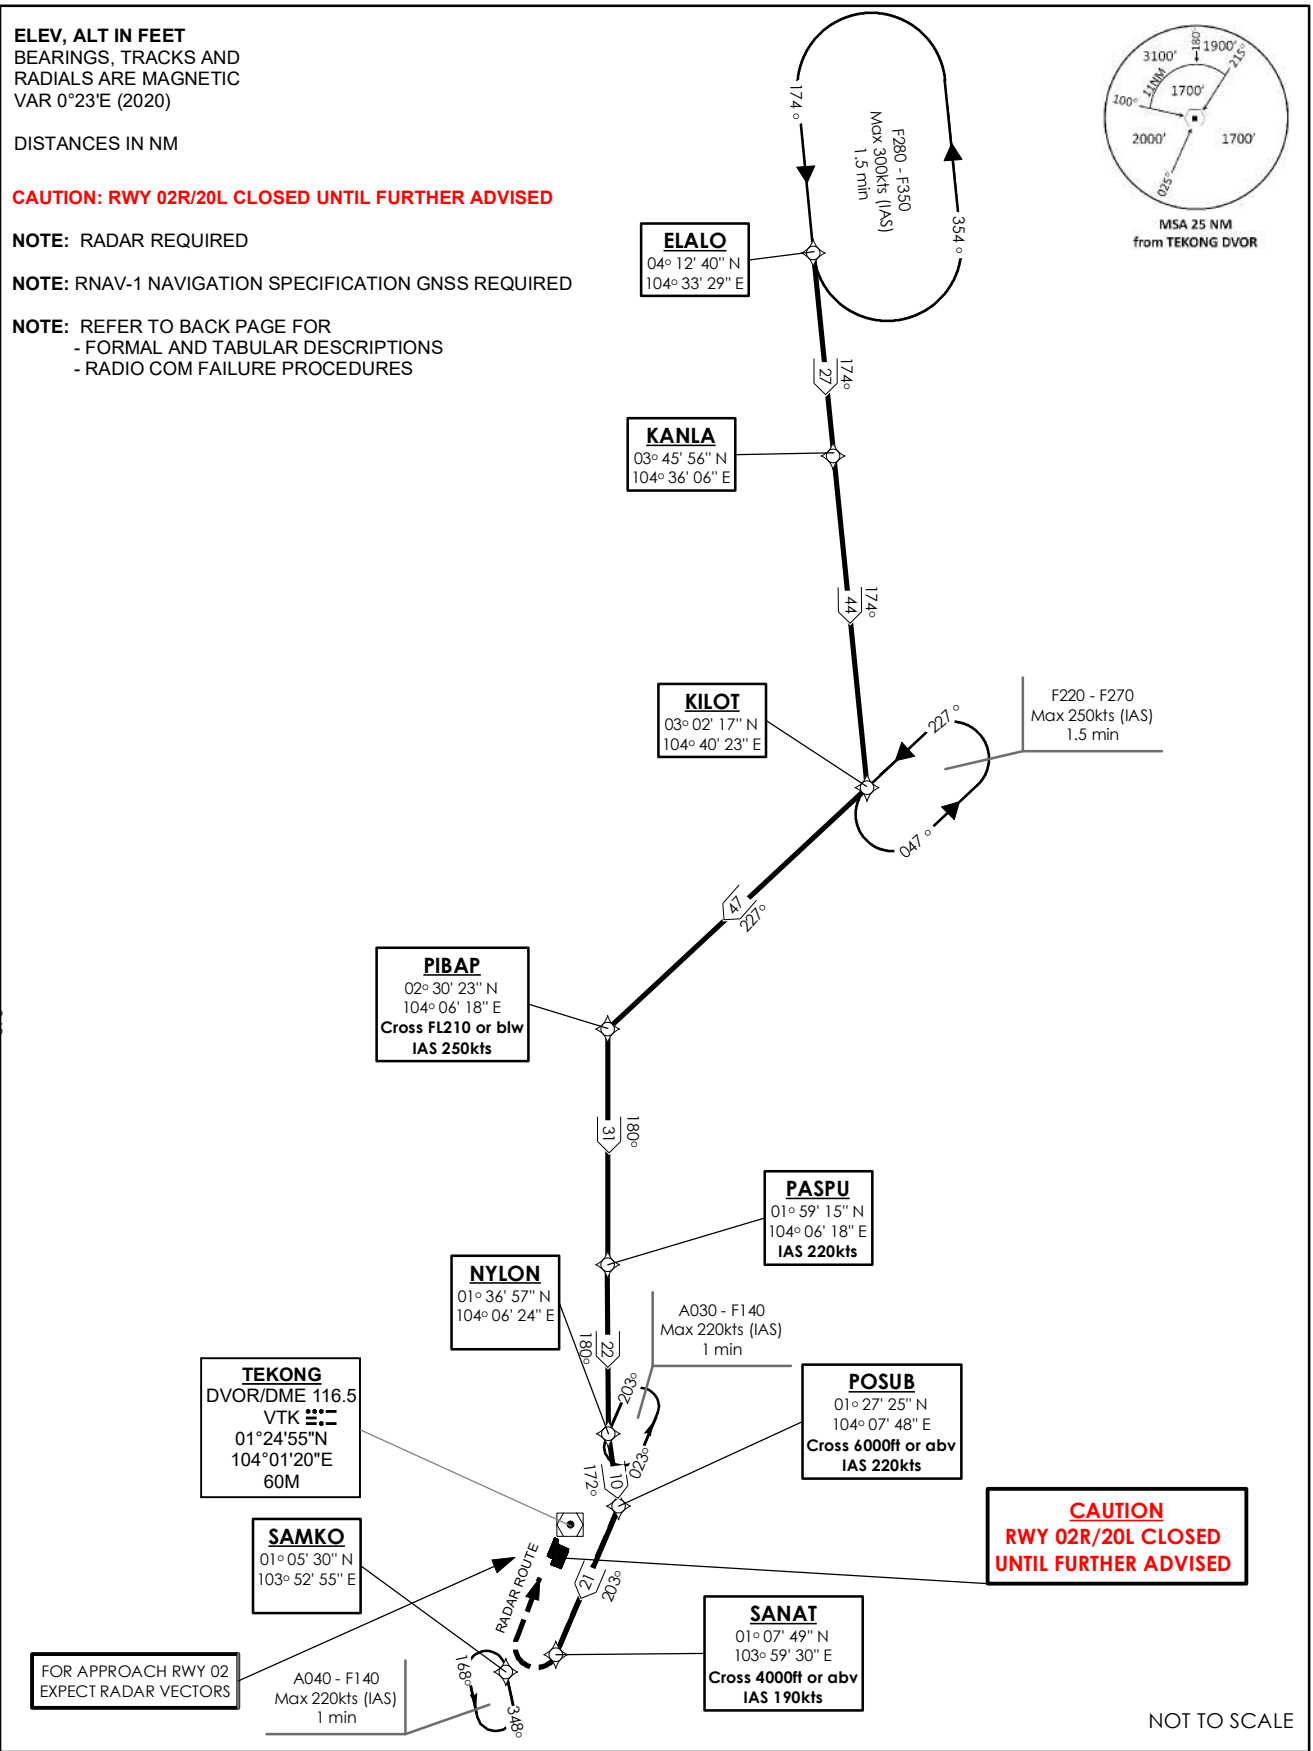 ELEV, ALT IN FEET
BEARINGS, TRACKS AND
RADIALS ARE MAGNETIC
VAR 0°23'E (2020)
DISTANCES IN NM
CAUTION: RWY 02R/20L CLOSED UNTIL FURTHER ADVISED
NOTE: RADAR REQUIRED
NOTE: RNAV-1 NAVIGATION SPECIFICATION GNSS REQUIRED
NOTE: REFER TO BACK PAGE FOR
- FORMAL AND TABULAR DESCRIPTIONS
- RADIO COM FAILURE PROCEDURES
3100'
180°
1900'
215°
11NM
1700'
100°
2000'
1700'
025°
MSA 25 NM
from TEKONG DVOR
174°
F280 - F350
Max 300kts (IAS)
1.5 min
354°
ELALO
04° 12' 40" N
104° 33' 29" E
27
174°
KANLA
03° 45' 56" N
104° 36' 06" E
44
174°
KILOT
03° 02' 17" N
104° 40' 23" E
227°
047°
F220 - F270
Max 250kts (IAS)
1.5 min
47
227°
PIBAP
02° 30' 23" N
104° 06' 18" E
Cross FL210 or blw
IAS 250kts
31
180°
PASPU
01° 59' 15" N
104° 06' 18" E
IAS 220kts
NYLON
01° 36' 57" N
104° 06' 24" E
22
180°
A030 - F140
Max 220kts (IAS)
1 min
203°
023°
TEKONG
DVOR/DME 116.5
VTK
01°24'55"N
104°01'20"E
60M
10
172°
POSUB
01° 27' 25" N
104° 07' 48" E
Cross 6000ft or abv
IAS 220kts
CAUTION
RWY 02R/20L CLOSED
UNTIL FURTHER ADVISED
SAMKO
01° 05' 30" N
103° 52' 55" E
RADAR ROUTE
21
203°
SANAT
01° 07' 49" N
103° 59' 30" E
Cross 4000ft or abv
IAS 190kts
FOR APPROACH RWY 02
EXPECT RADAR VECTORS
A040 - F140
Max 220kts (IAS)
1 min
168°
348°
NOT TO SCALE